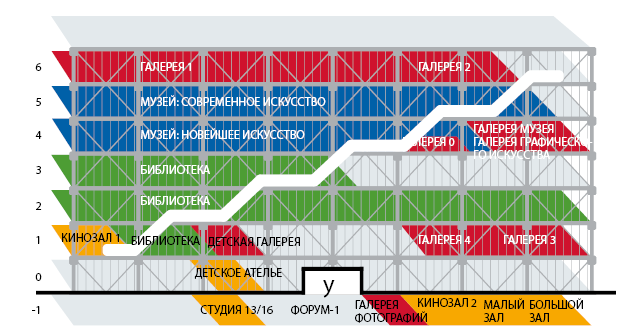 6
ГАЛЕРЕЯ 1
ГАЛЕРЕЯ 2
5
МУЗЕЙ: СОВРЕМЕННОЕ ИСКУССТВО
4
МУЗЕЙ: НОВЕЙШЕЕ ИСКУССТВО
ЛЕРЕЯ 0
ГАЛЕРЕЯ МУЗЕЯ
ГАЛЕРЕЯ ГРАФИЧЕСКО-
ГО ИСКУССТВА
3
БИБЛИОТЕКА
2
БИБЛИОТЕКА
1
КИНОЗАЛ 1
БИБЛИОТЕКА
ДЕТСКАЯ ГАЛЕРЕЯ
ГАЛЕРЕЯ 4
ГАЛЕРЕЯ 3
0
ДЕТСКОЕ АТЕЛЬЕ
У
-1
СТУДИЯ 13/16
ФОРУМ-1
ГАЛЕРЕЯ
ФОТОГРАФИЙ
КИНОЗАЛ 2
МАЛЫЙ
ЗАЛ
БОЛЬШОЙ
ЗАЛ